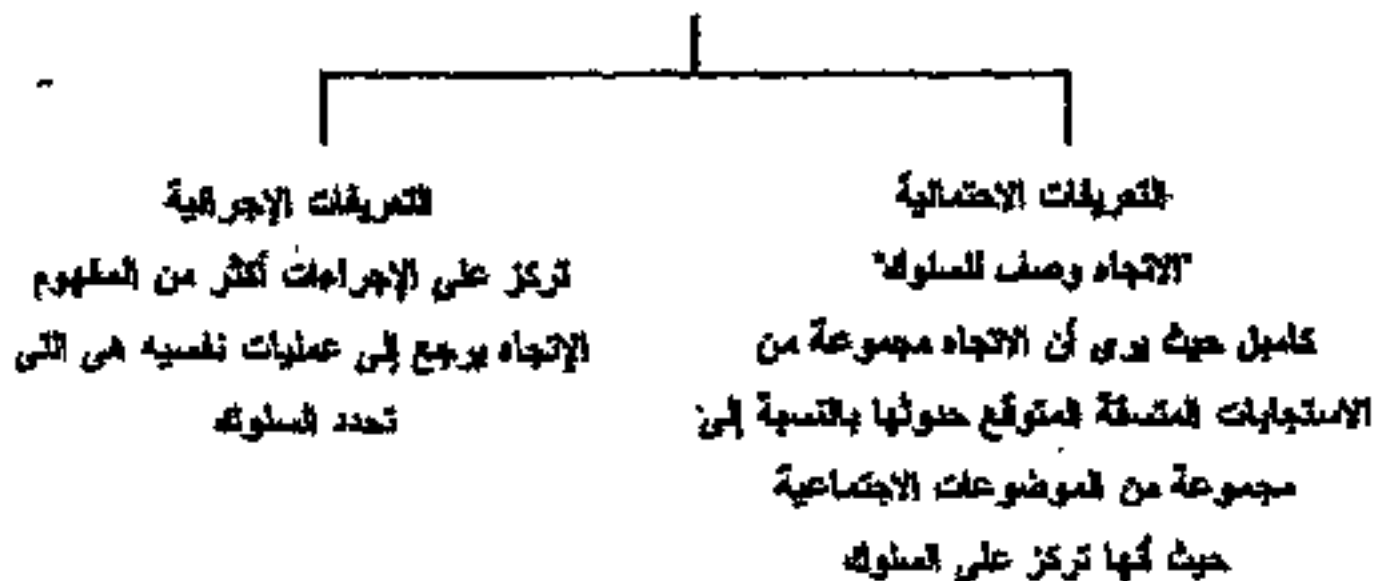 التعريفات الاحتمالية
"الاتجاه وصف للسلوك"
كامبل حيث يرى أن الاتجاه مجموعة من
الاستجابات المتسقة المتوقع حدوثها بالنسبة إلى
مجموعة من الموضوعات الاجتماعية
حيث أنها تركز على السلوك
التعريفات الإجرائية
تركز على الإجراءات أكثر من المفهوم
الإتجاه يرجع إلى عمليات نفسيه هى التى
تحدد السلوك